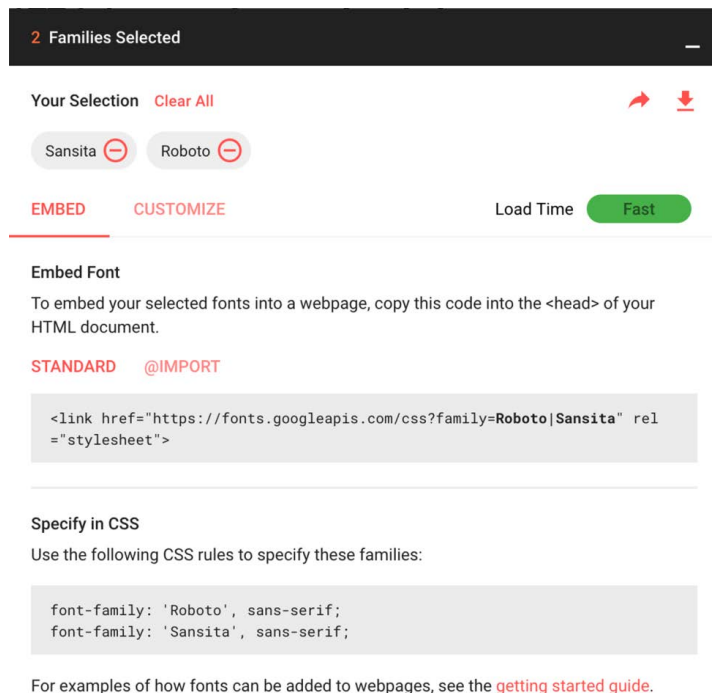 2 Families Selected
Your Selection Clear All
Sansita Roboto
EMBED CUSTOMIZE Load Time Fast
Embed Font
To embed your selected fonts into a webpage, copy this code into the <head> of your
HTML document.
STANDARD @IMPORT
<link href="https://fonts.googleapis.com/css?family=Roboto|Sansita" rel
="stylesheet">
Specify in CSS
Use the following CSS rules to specify these families:
font-family: 'Roboto', sans-serif;
font-family: 'Sansita', sans-serif;
For examples of how fonts can be added to webpages, see the getting started guide.